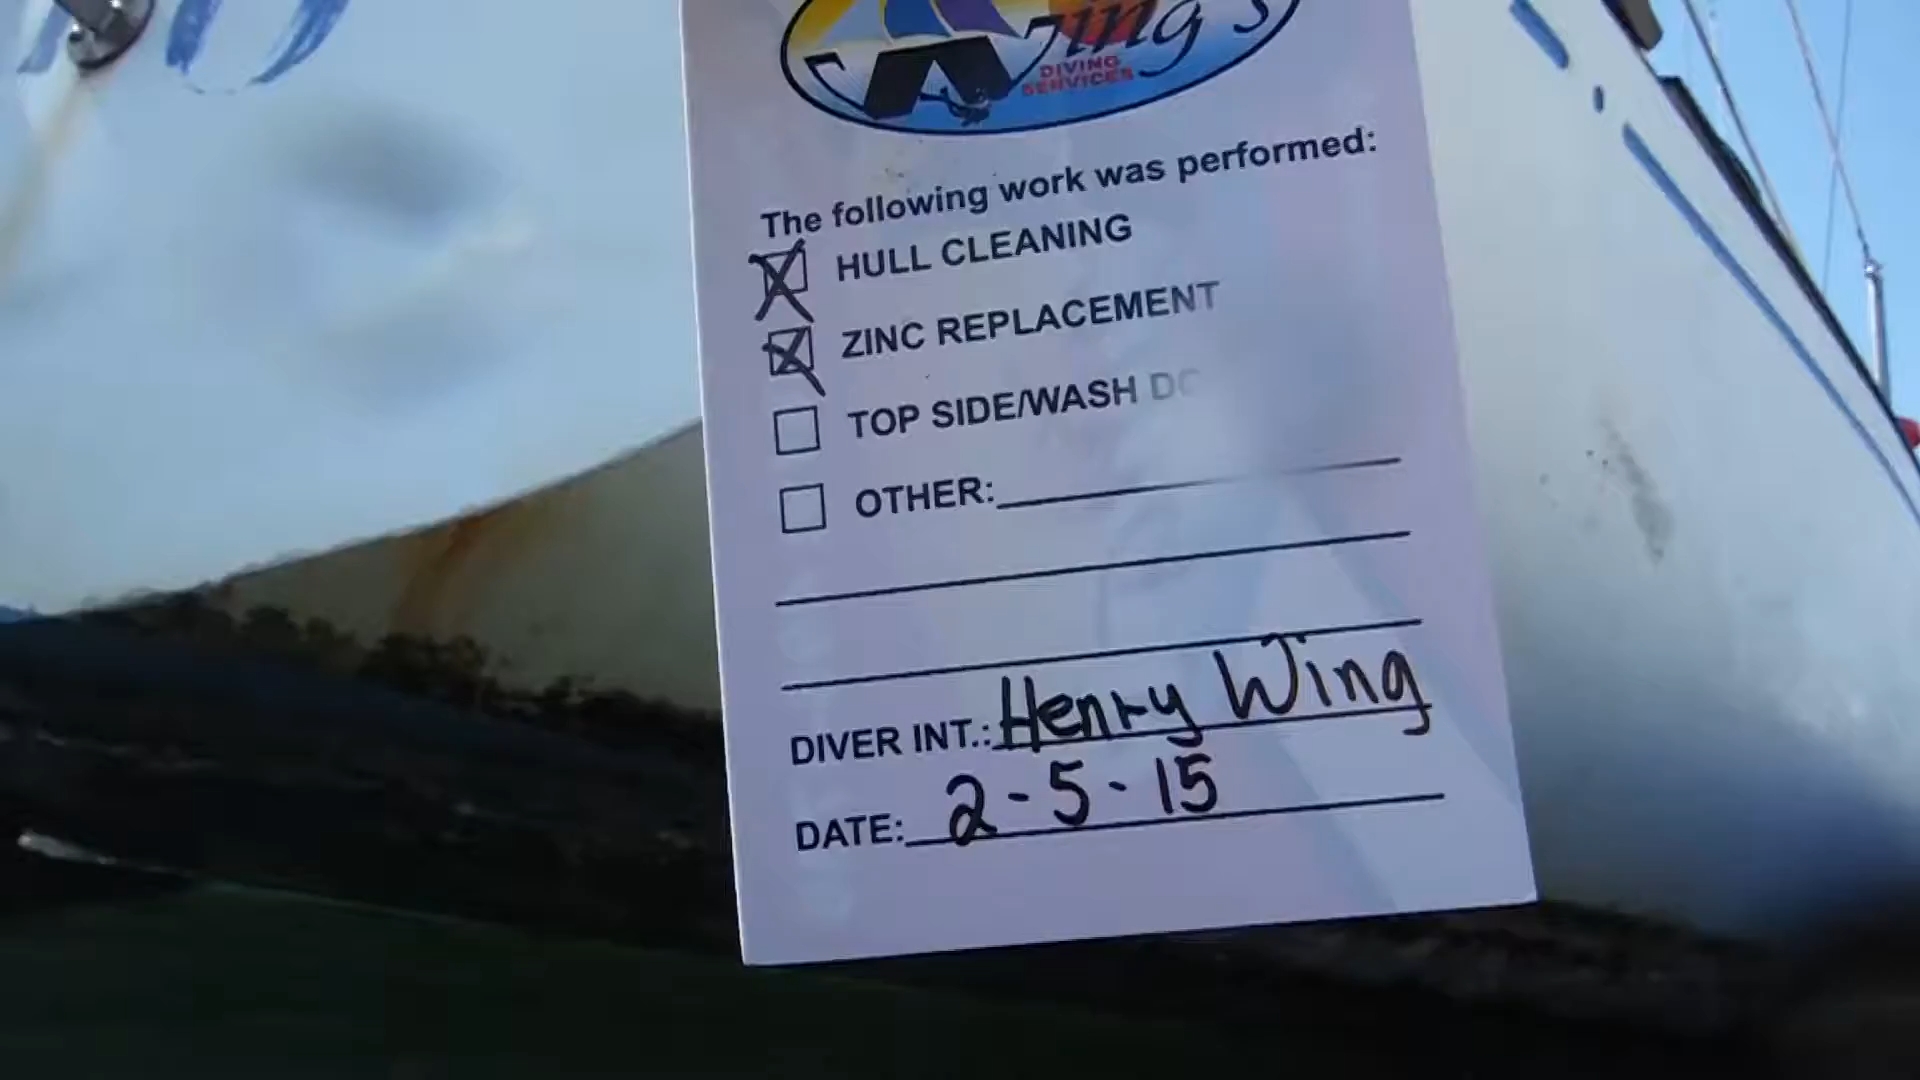 Wing's
DIVING
SERVICES
The following work was performed:
HULL CLEANING
ZINC REPLACEMENT
TOP SIDE/WASH
OTHER:
DIVER INT.: Henry Wing
DATE: 2-5-15